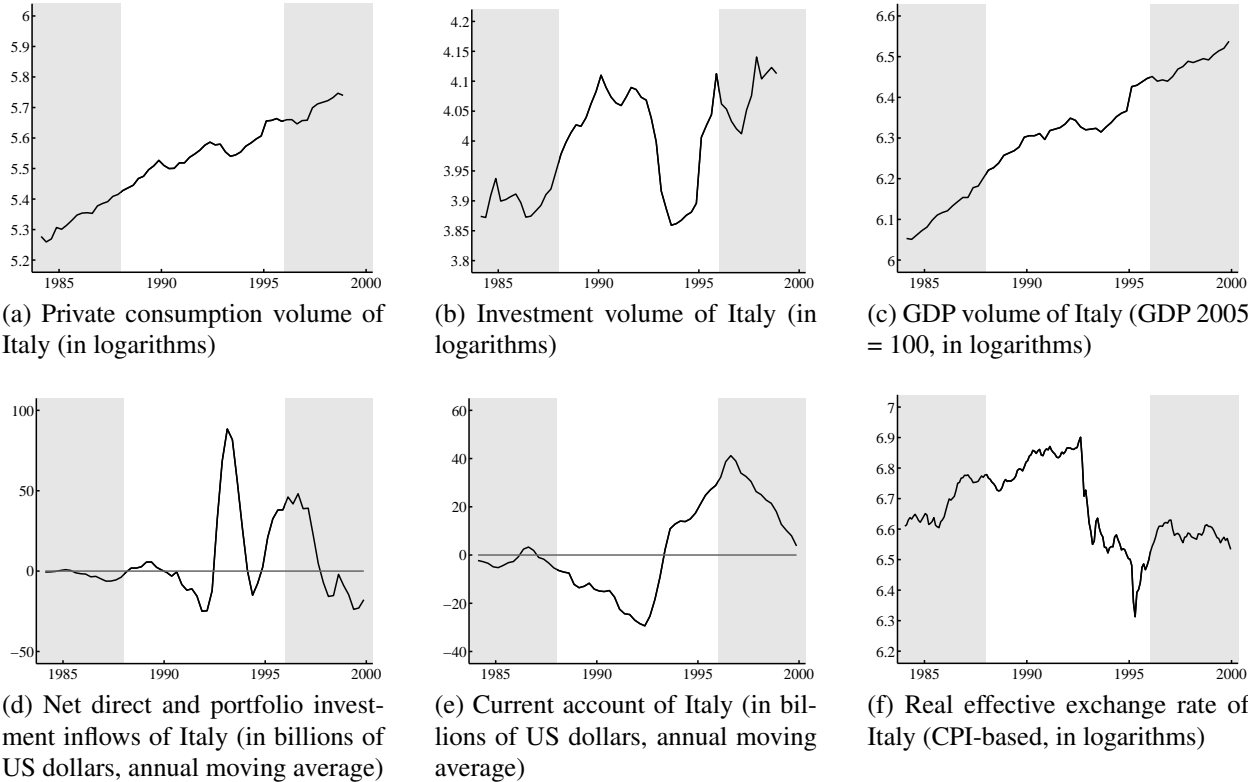 6
5.9
5.8
5.7
5.6
5.5
5.4
5.3
5.2
1985 1990 1995 2000
(a) Private consumption volume of
Italy (in logarithms)
4.2
4.15
4.1
4.05
4
3.95
3.9
3.85
3.8
1985 1990 1995 2000
(b) Investment volume of Italy (in
logarithms)
6.6
6.5
6.4
6.3
6.2
6.1
6
1985 1990 1995 2000
(c) GDP volume of Italy (GDP 2005
= 100, in logarithms)
100
50
0
−50
1985 1990 1995 2000
(d) Net direct and portfolio invest-
ment inflows of Italy (in billions of
US dollars, annual moving average)
60
40
20
0
−20
−40
1985 1990 1995 2000
(e) Current account of Italy (in bil-
lions of US dollars, annual moving
average)
7
6.9
6.8
6.7
6.6
6.5
6.4
6.3
6.2
1985 1990 1995 2000
(f) Real effective exchange rate of
Italy (CPI-based, in logarithms)